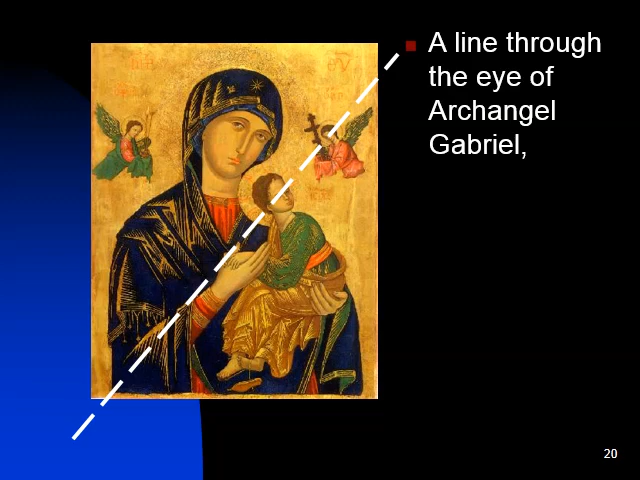 A line through
the eye of
Archangel
Gabriel,
20